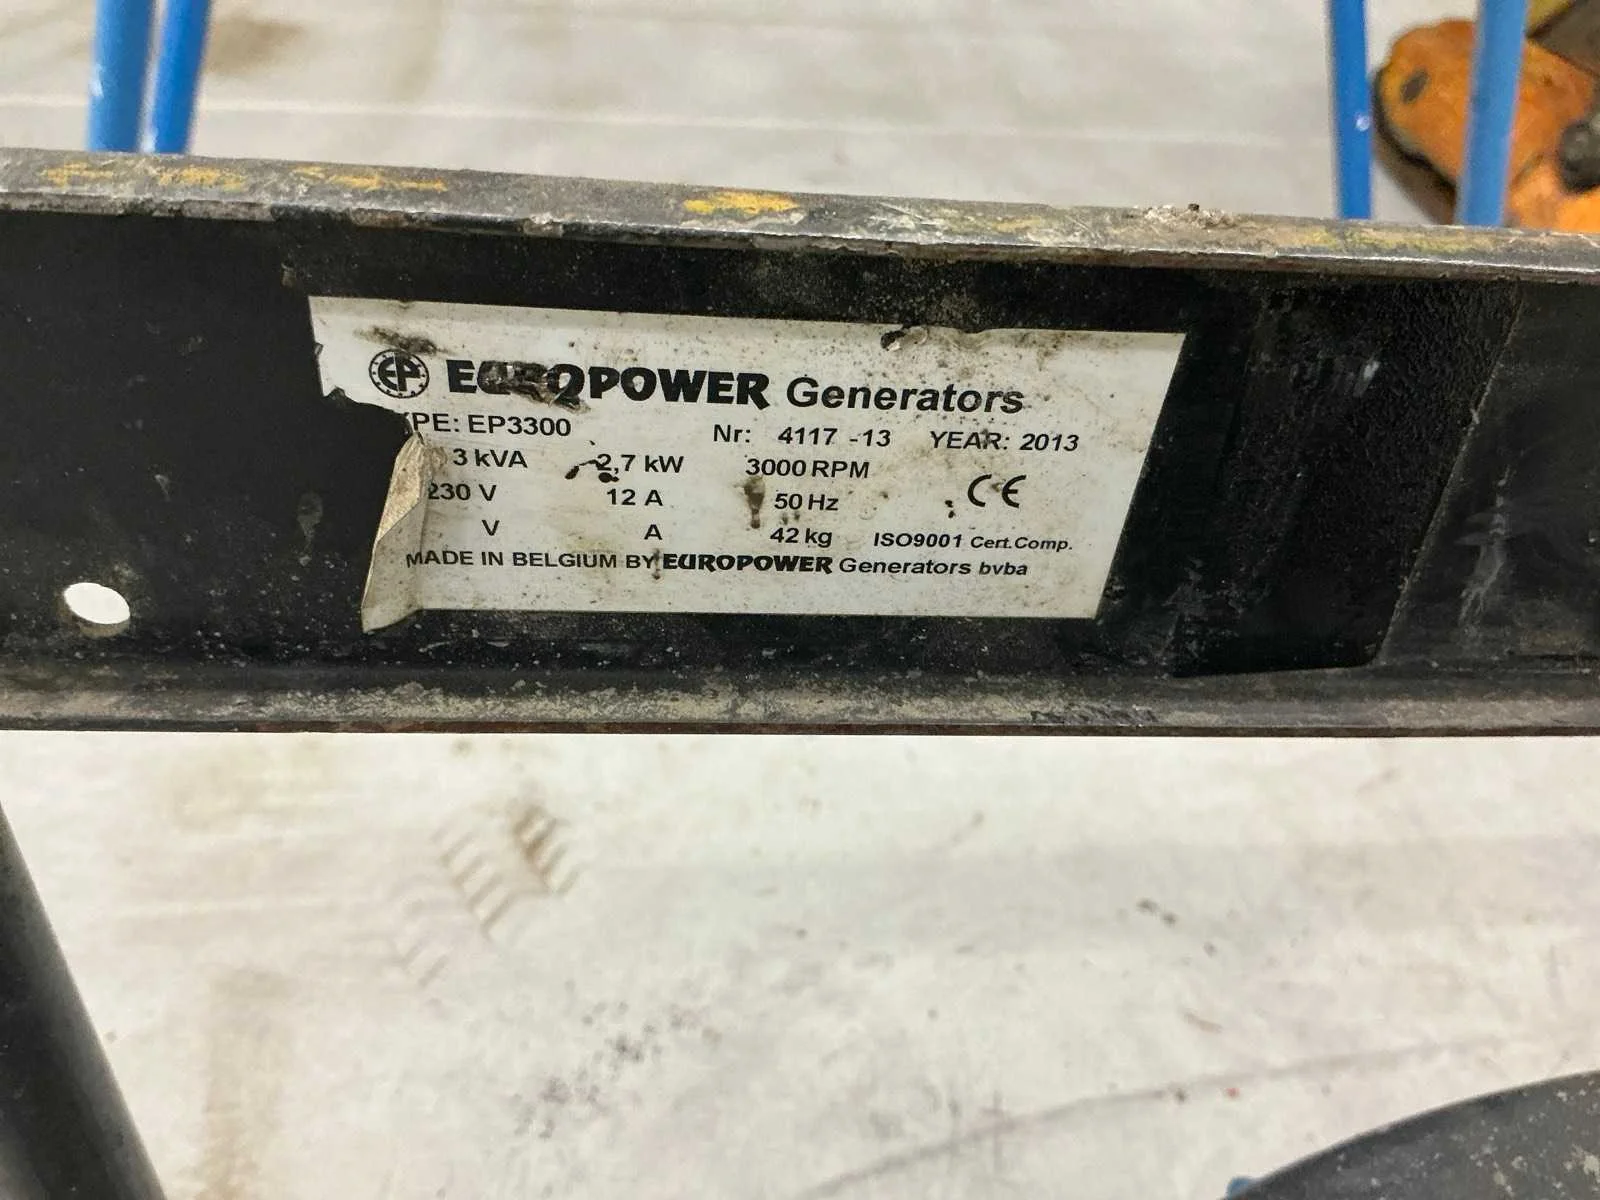 EP EUROPOWER Generators
PE: EP3300 Nr: 4117 -13 YEAR: 2013
3 kVA 2,7 kW 3000 RPM
230 V 12 A 50 Hz CE
V A 42 kg ISO9001 Cert.Comp.
MADE IN BELGIUM BY EUROPOWER Generators bvba